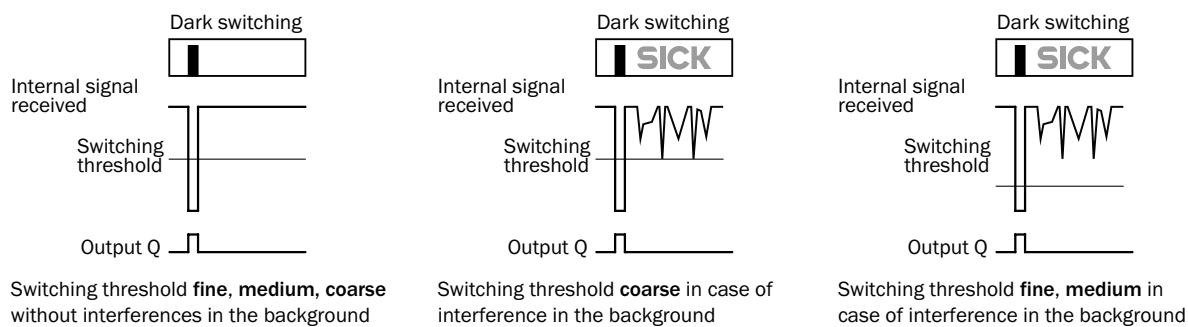 Dark switching
Internal signal
received
Switching
threshold
Output Q
Switching threshold fine, medium, coarse
without interferences in the background
Dark switching
SICK
Internal signal
received
Switching
threshold
Output Q
Switching threshold coarse in case of
interference in the background
Dark switching
SICK
Internal signal
received
Switching
threshold
Output Q
Switching threshold fine, medium in
case of interference in the background